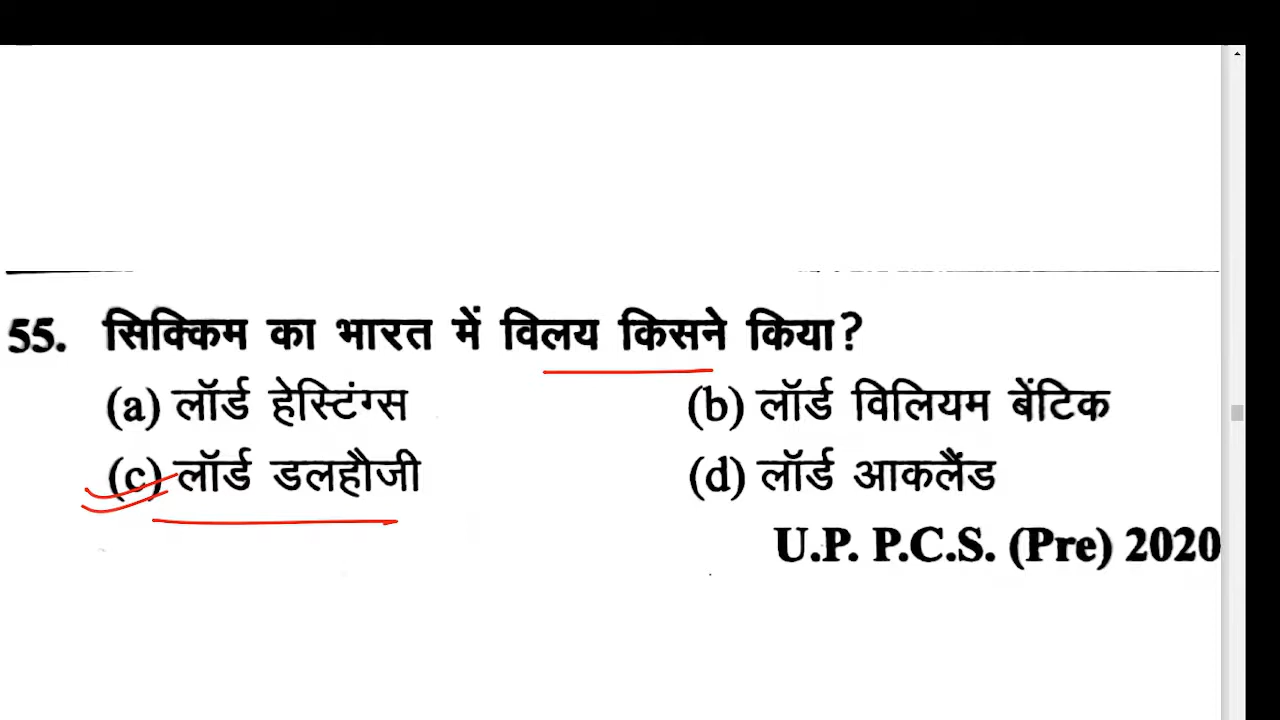 55. सिक्किम का भारत में विलय किसने किया?
(a) लॉर्ड हेस्टिंग्स (b) लॉर्ड विलियम बेंटिक
(c) लॉर्ड डलहौजी (d) लॉर्ड आकलैंड
U.P. P.C.S. (Pre) 2020